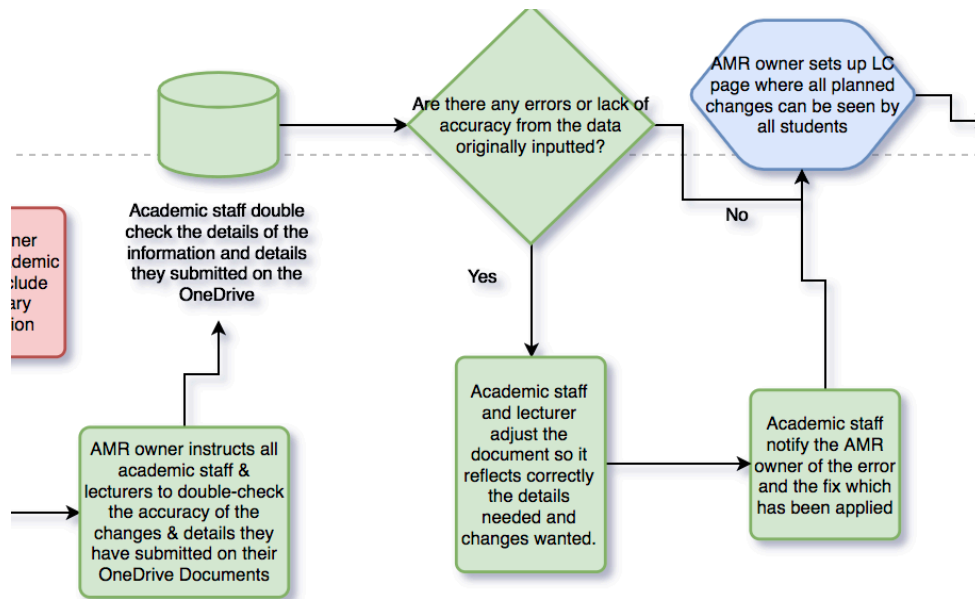 Are there any errors or lack of
accuracy from the data
originally inputted?
AMR owner sets up LC
page where all planned
changes can be seen by
all students
Academic staff double
check the details of the
information and details
they submitted on the
OneDrive
No
Yes
AMR owner instructs all
academic staff &
lecturers to double-check
the accuracy of the
changes & details they
have submitted on their
OneDrive Documents
Academic staff
and lecturer
adjust the
document so it
reflects correctly
the details
needed and
changes wanted.
Academic staff
notify the AMR
owner of the error
and the fix which
has been applied